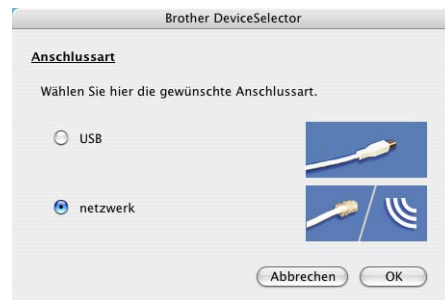 Brother DeviceSelector
Anschlussart
Wählen Sie hier die gewünschte Anschlussart.
USB
netzwerk
Abbrechen OK